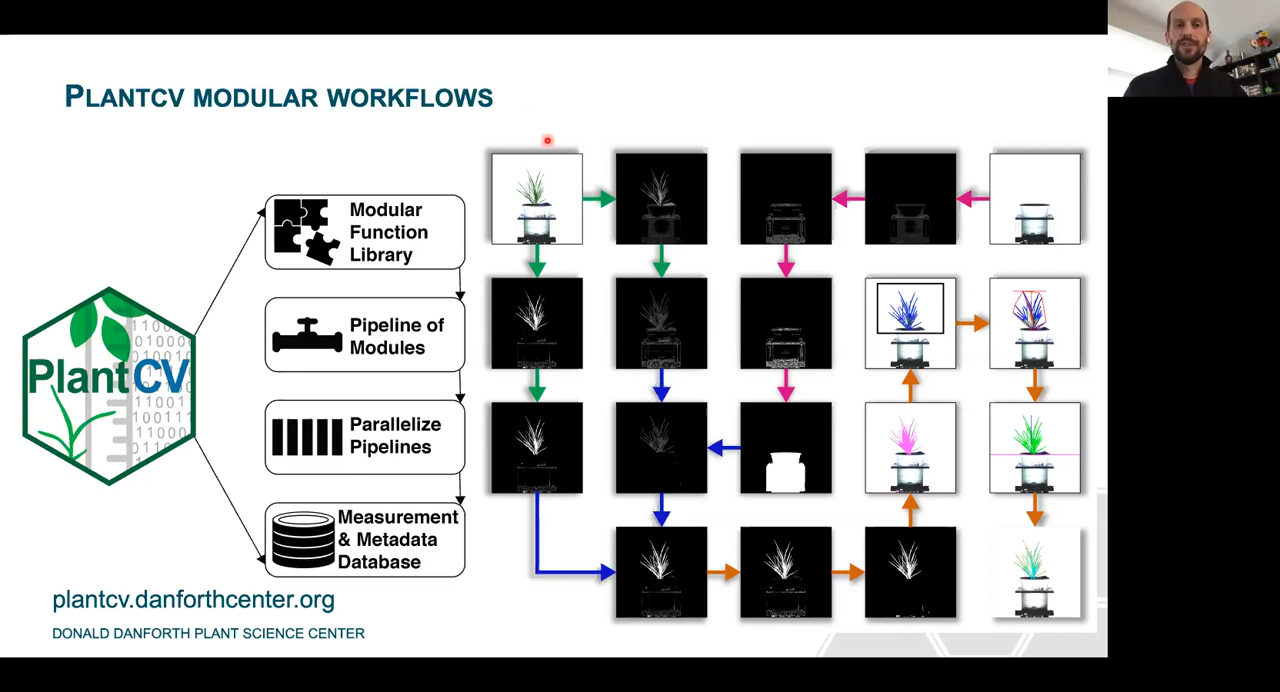 PLANTCV MODULAR WORKFLOWS
Modular
Function
Library
Pipeline of
Modules
PlantCV
Parallelize
Pipelines
Measurement
& Metadata
Database
plantcv.danforthcenter.org
DONALD DANFORTH PLANT SCIENCE CENTER